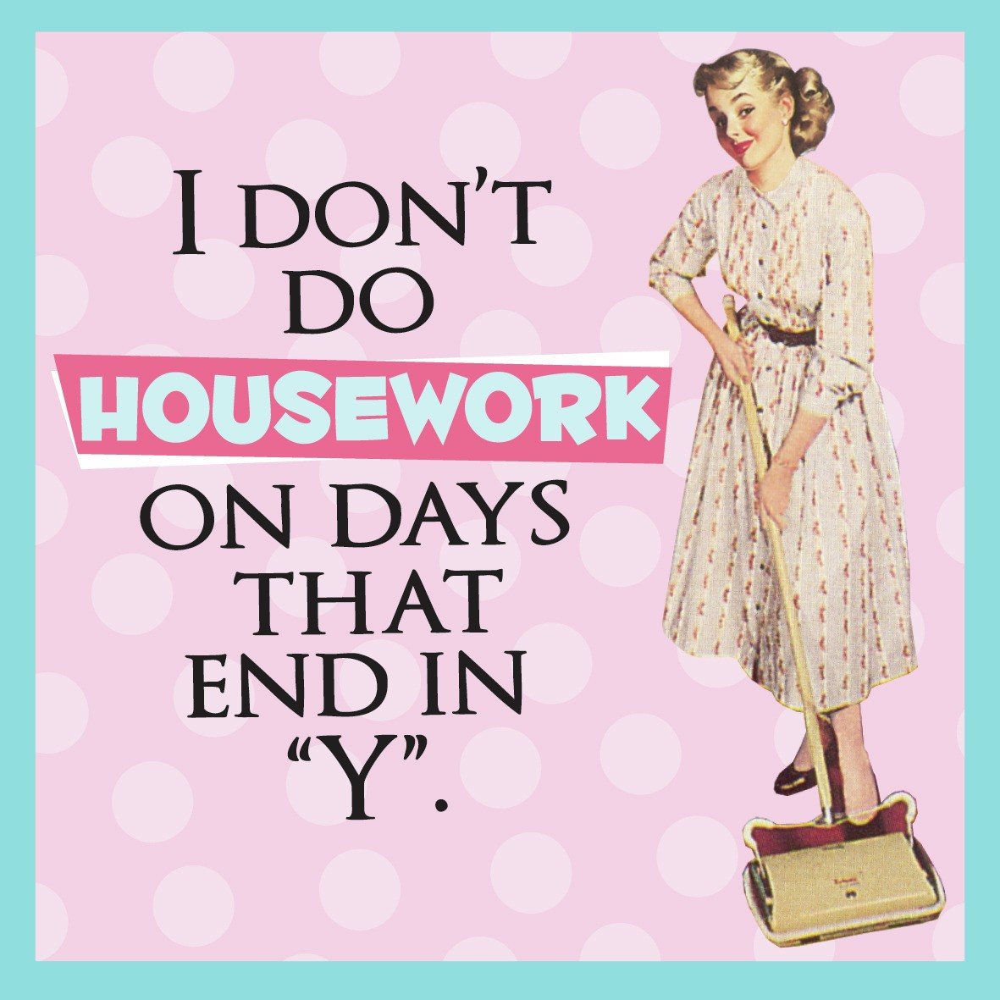 I DON'T
DO
HOUSEWORK
ON DAYS
THAT
END IN
“Y”.